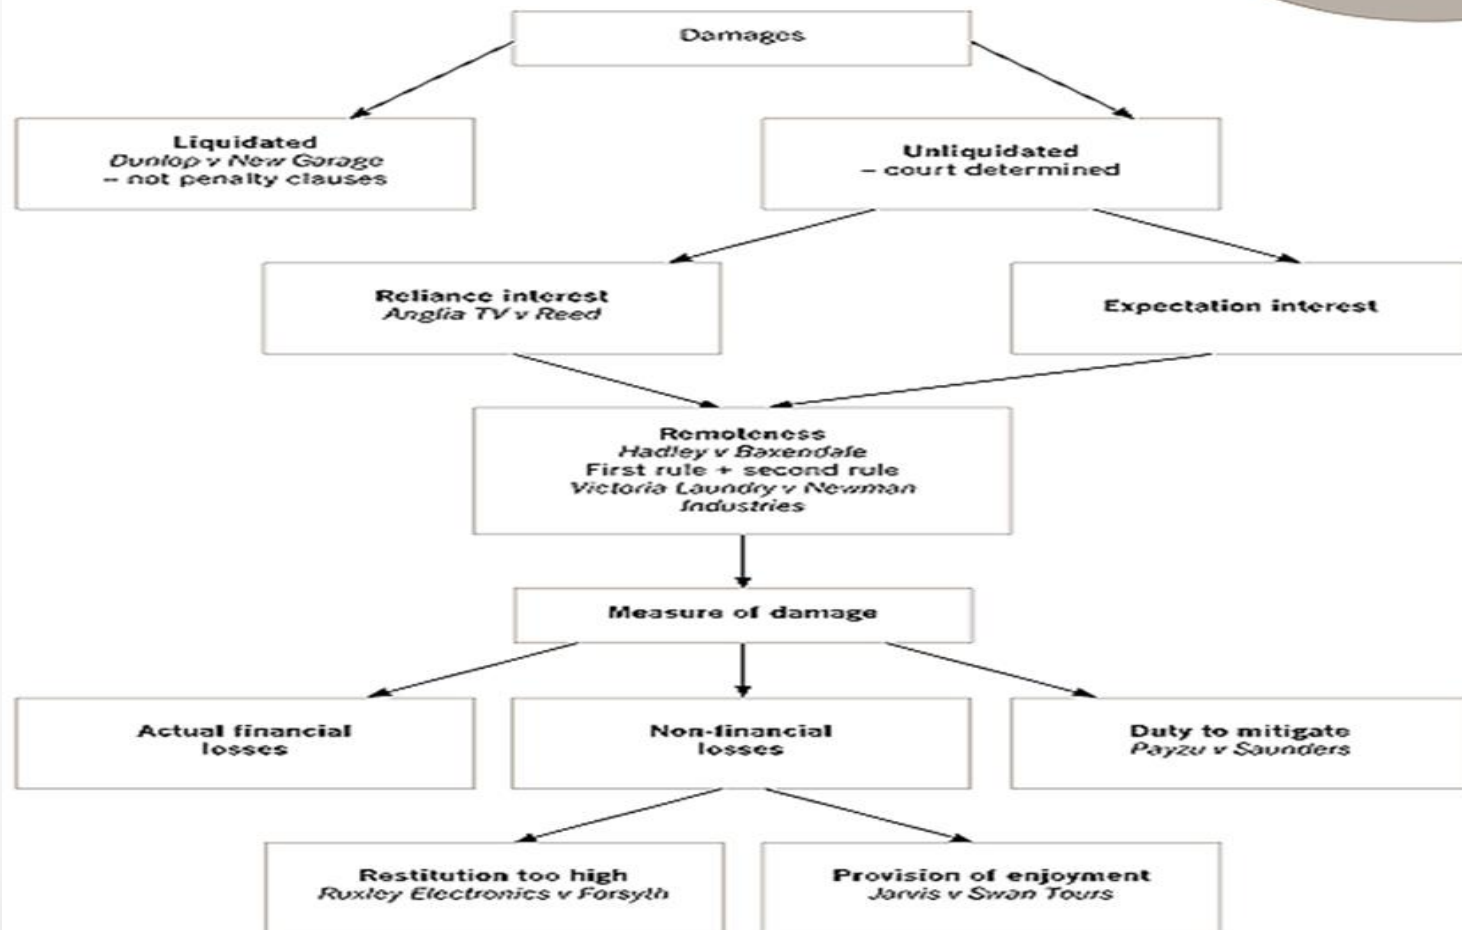 Damages
Liquidated
Dunlop v New Garage
– not penalty clauses
Unliquidated
– court determined
Reliance interest
Anglia TV v Reed
Expectation interest
Remoteness
Hadley v Baxendale
First rule + second rule
Victoria Laundry v Newman
Industries
Measure of damage
Actual financial
losses
Non-financial
losses
Duty to mitigate
Payzu v Saunders
Restitution too high
Ruxley Electronics v Forsyth
Provision of enjoyment
Jarvis v Swan Tours